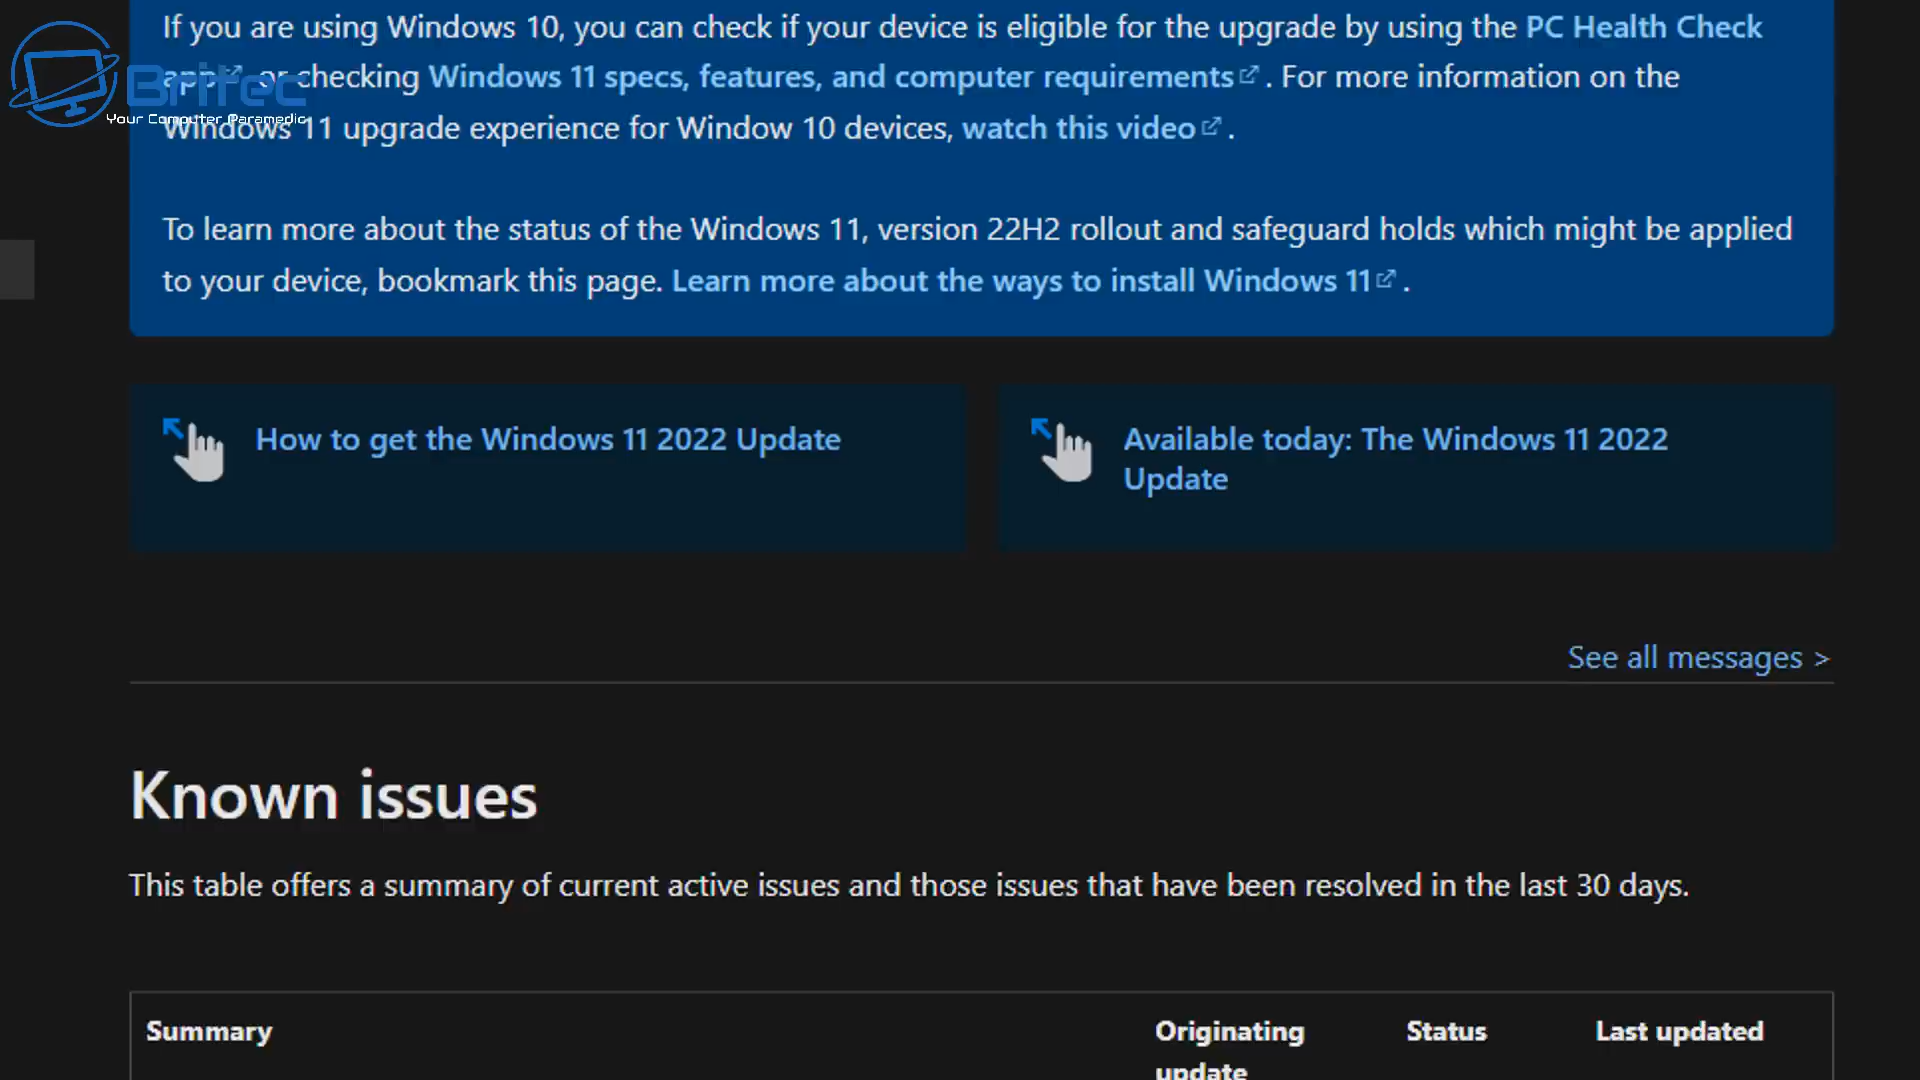 If you are using Windows 10, you can check if your device is eligible for the upgrade by using the PC Health Check
app or checking Windows 11 specs, features, and computer requirements. For more information on the
Windows 11 upgrade experience for Window 10 devices, watch this video.
Britec
Your Computer Paramedic
To learn more about the status of the Windows 11, version 22H2 rollout and safeguard holds which might be applied
to your device, bookmark this page. Learn more about the ways to install Windows 11.
How to get the Windows 11 2022 Update
Available today: The Windows 11 2022
Update
See all messages >
Known issues
This table offers a summary of current active issues and those issues that have been resolved in the last 30 days.
Summary
Originating
update
Status
Last updated